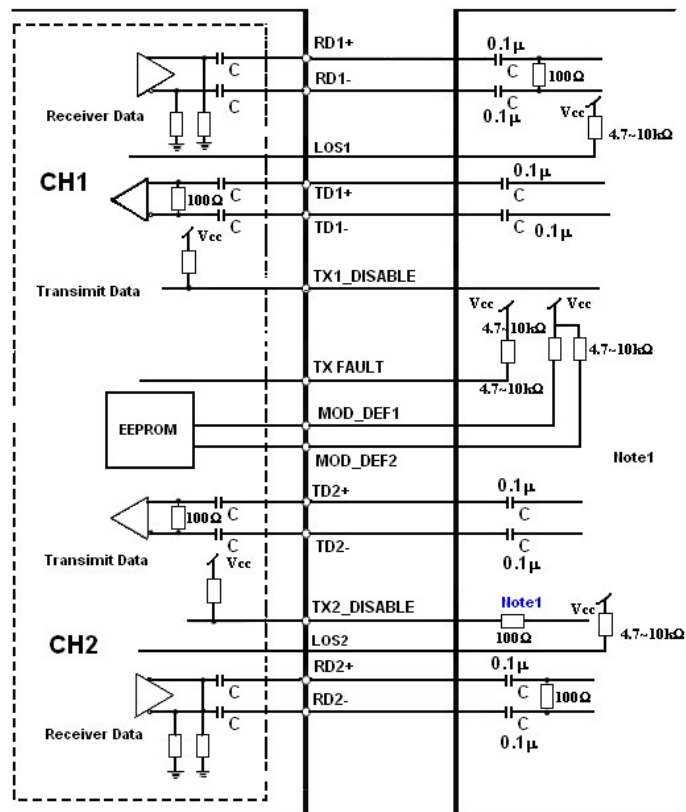 RD1+
0.1μ
C
C
100Ω
RD1-
C
C
0.1μ
Vcc
Receiver Data
4.7~10kΩ
LOS1
CH1
0.1μ
TD1+
100Ω
C
C
TD1-
C
C
0.1μ
Vcc
TX1_DISABLE
Transimit Data
Vcc
Vcc
4.7~10kΩ
4.7~10kΩ
TX FAULT
4.7~10kΩ
MOD_DEF1
EEPROM
MOD_DEF2
Note1
TD2+
0.1μ
100Ω
C
C
TD2-
C
C
0.1μ
Transimit Data
Vcc
TX2_DISABLE
Note1
Vcc
100Ω
4.7~10kΩ
LOS2
CH2
RD2+
0.1μ
C
C
100Ω
RD2-
C
C
0.1μ
Receiver Data